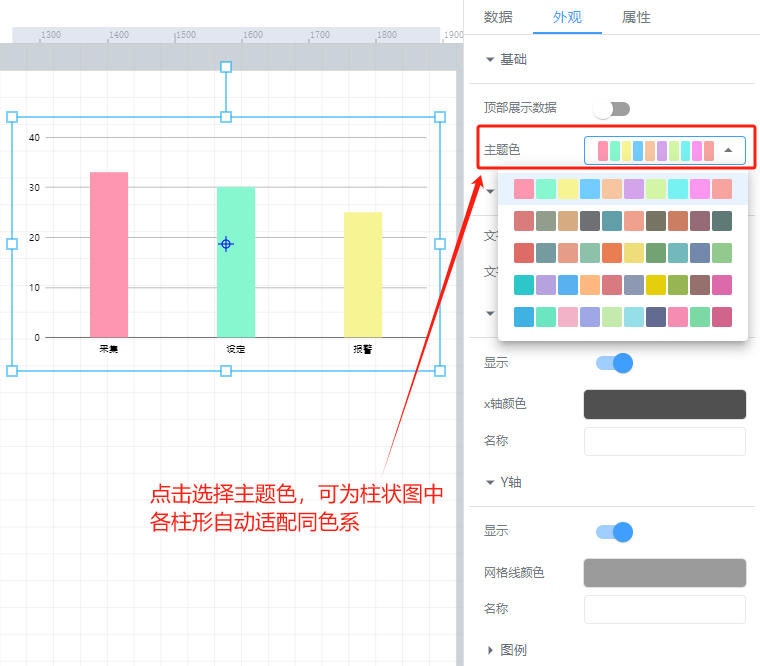 数据 外观 属性
1300 1400 1500 1600 1700 1800 1900
基础
顶部展示数据
主题色
40
30
20
10
0
采集 设定 报警
文
文
显示
x轴颜色
名称
Y轴
显示
网格线颜色
名称
图例
点击选择主题色，可为柱状图中
各柱形自动适配同色系